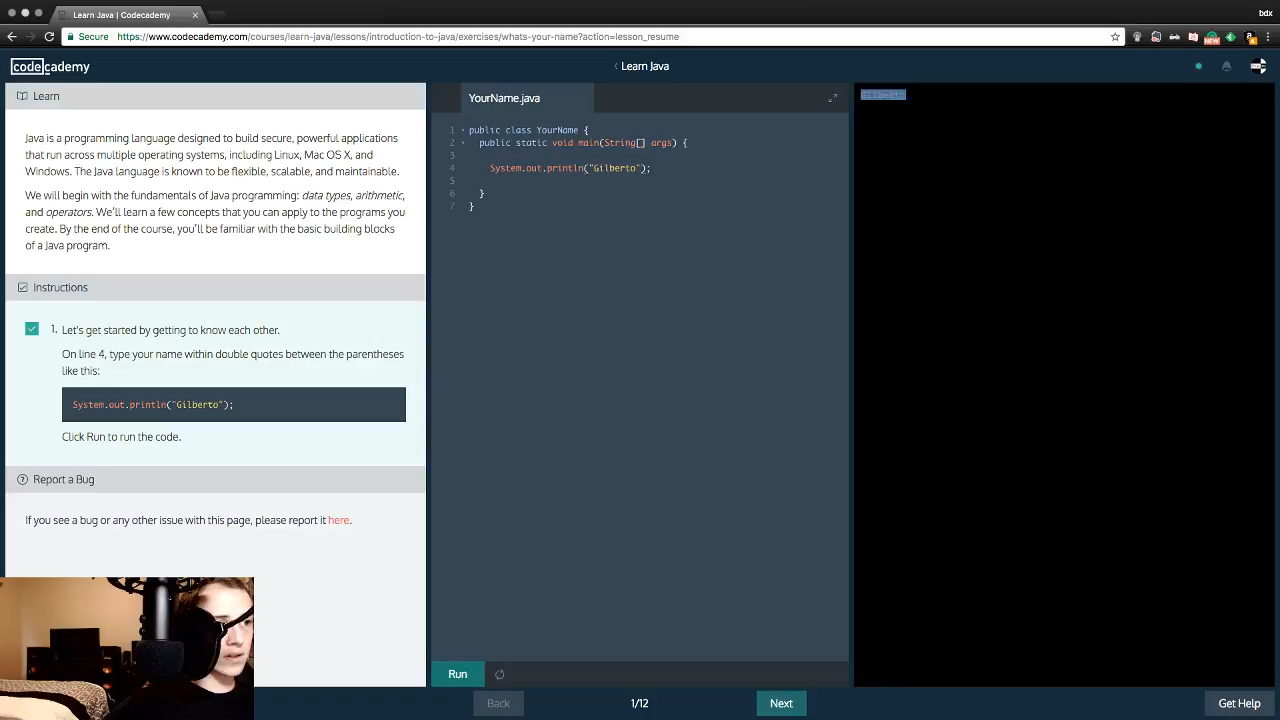 Learn Java | Codecademy
bdx
Secure
https://www.codecademy.com/courses/learn-java/lessons/introduction-to-java/exercises/whats-your-name?action=lesson_resume
NEW
codecademy
Learn Java
Learn
Java is a programming language designed to build secure, powerful applications
that run across multiple operating systems, including Linux, Mac OS X, and
Windows. The Java language is known to be flexible, scalable, and maintainable.
We will begin with the fundamentals of Java programming: data types, arithmetic,
and operators. We'll learn a few concepts that you can apply to the programs you
create. By the end of the course, you'll be familiar with the basic building blocks
of a Java program.
Instructions
1. Let's get started by getting to know each other.
On line 4, type your name within double quotes between the parentheses
like this:
System.out.println("Gilberto");
Click Run to run the code.
Report a Bug
If you see a bug or any other issue with this page, please report it here.
YourName.java
1 public class YourName {
2 public static void main(String[] args) {
3
4 System.out.println("Gilberto");
5
6 }
7 }
Run
Back
1/12
Next
Get Help